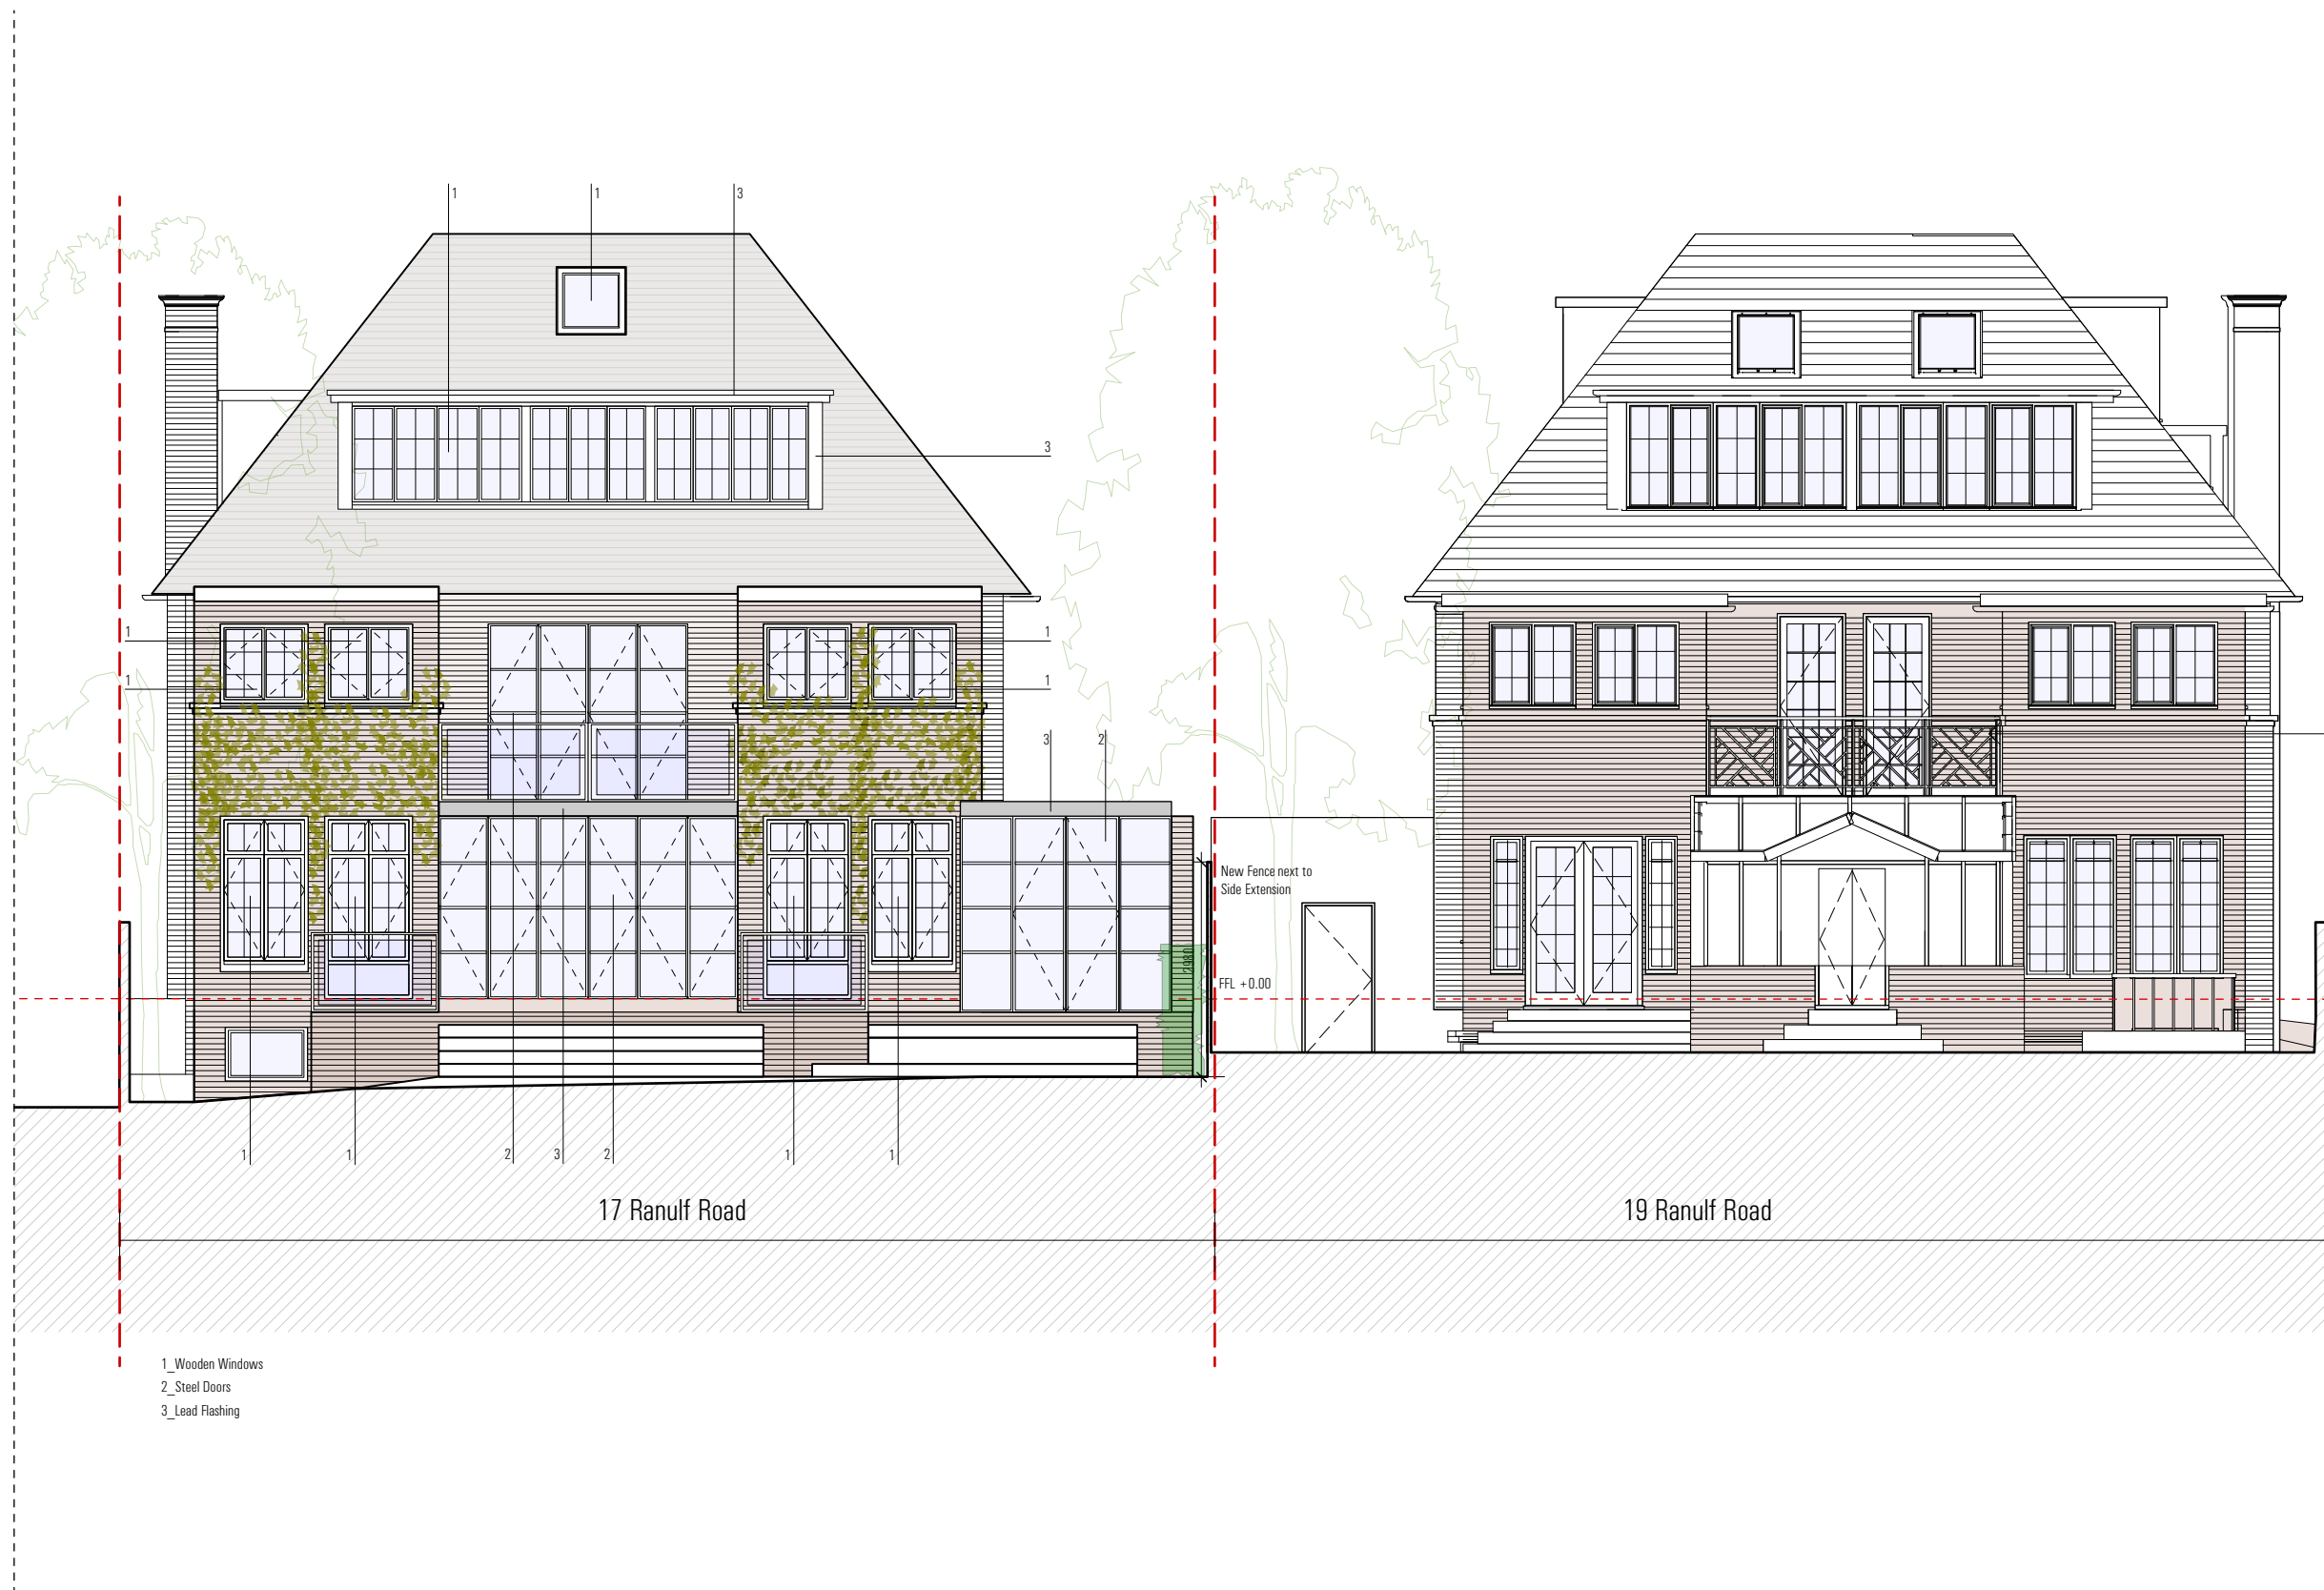 1
1
3
3
1
1
1
1
3
2
New Fence next to
Side Extension
2980
FFL +0.00
1
1
2
3
2
1
1
17 Ranulf Road
19 Ranulf Road
1_Wooden Windows
2_Steel Doors
3_Lead Flashing